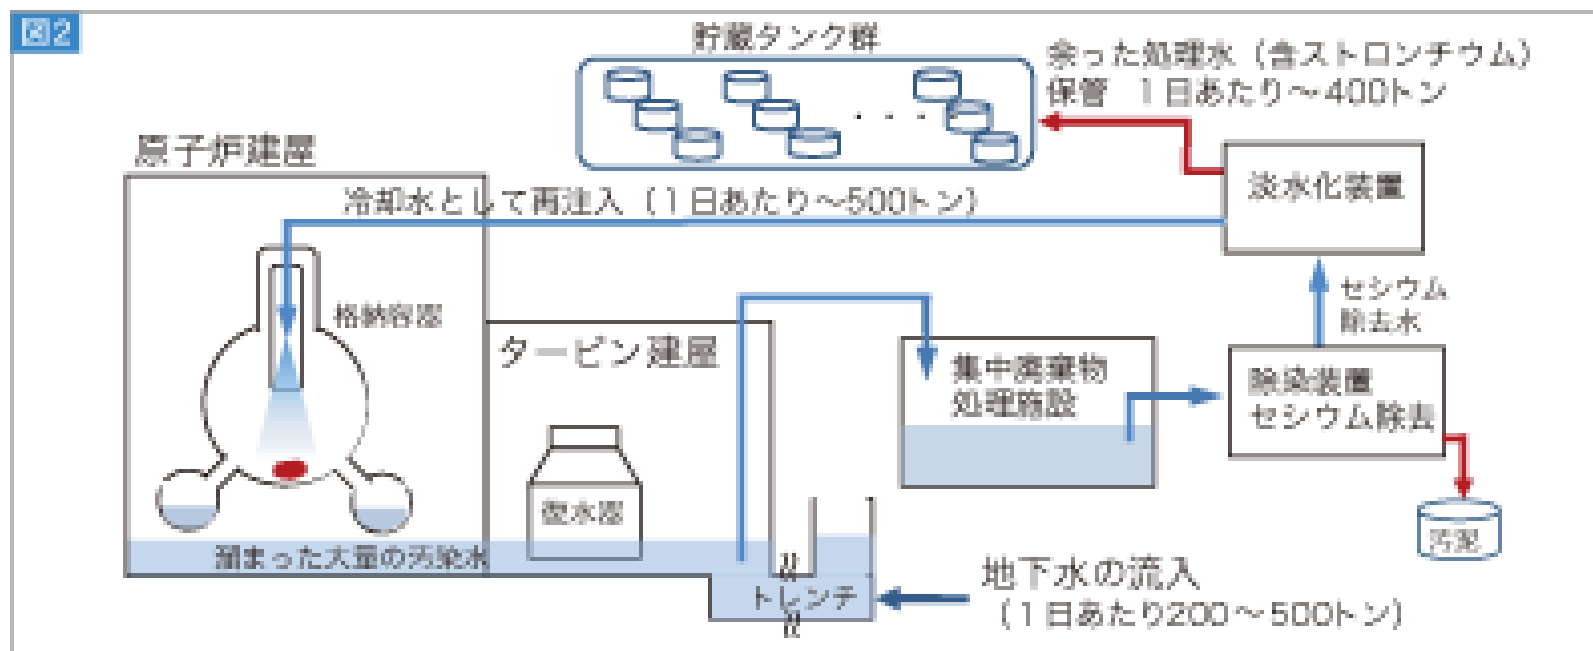 図2
貯蔵タンク群
余った処理水（含ストロンチウム）
保管　1日あたり～400トン
原子炉建屋
淡水化装置
冷却水として再注入（1日あたり～500トン）
格納容器
セシウム
除去水
タービン建屋
集中廃棄物
処理施設
除染装置
セシウム除去
復水器
汚泥
溜まった大量の汚染水
トレンチ
地下水の流入
（1日あたり200～500トン）